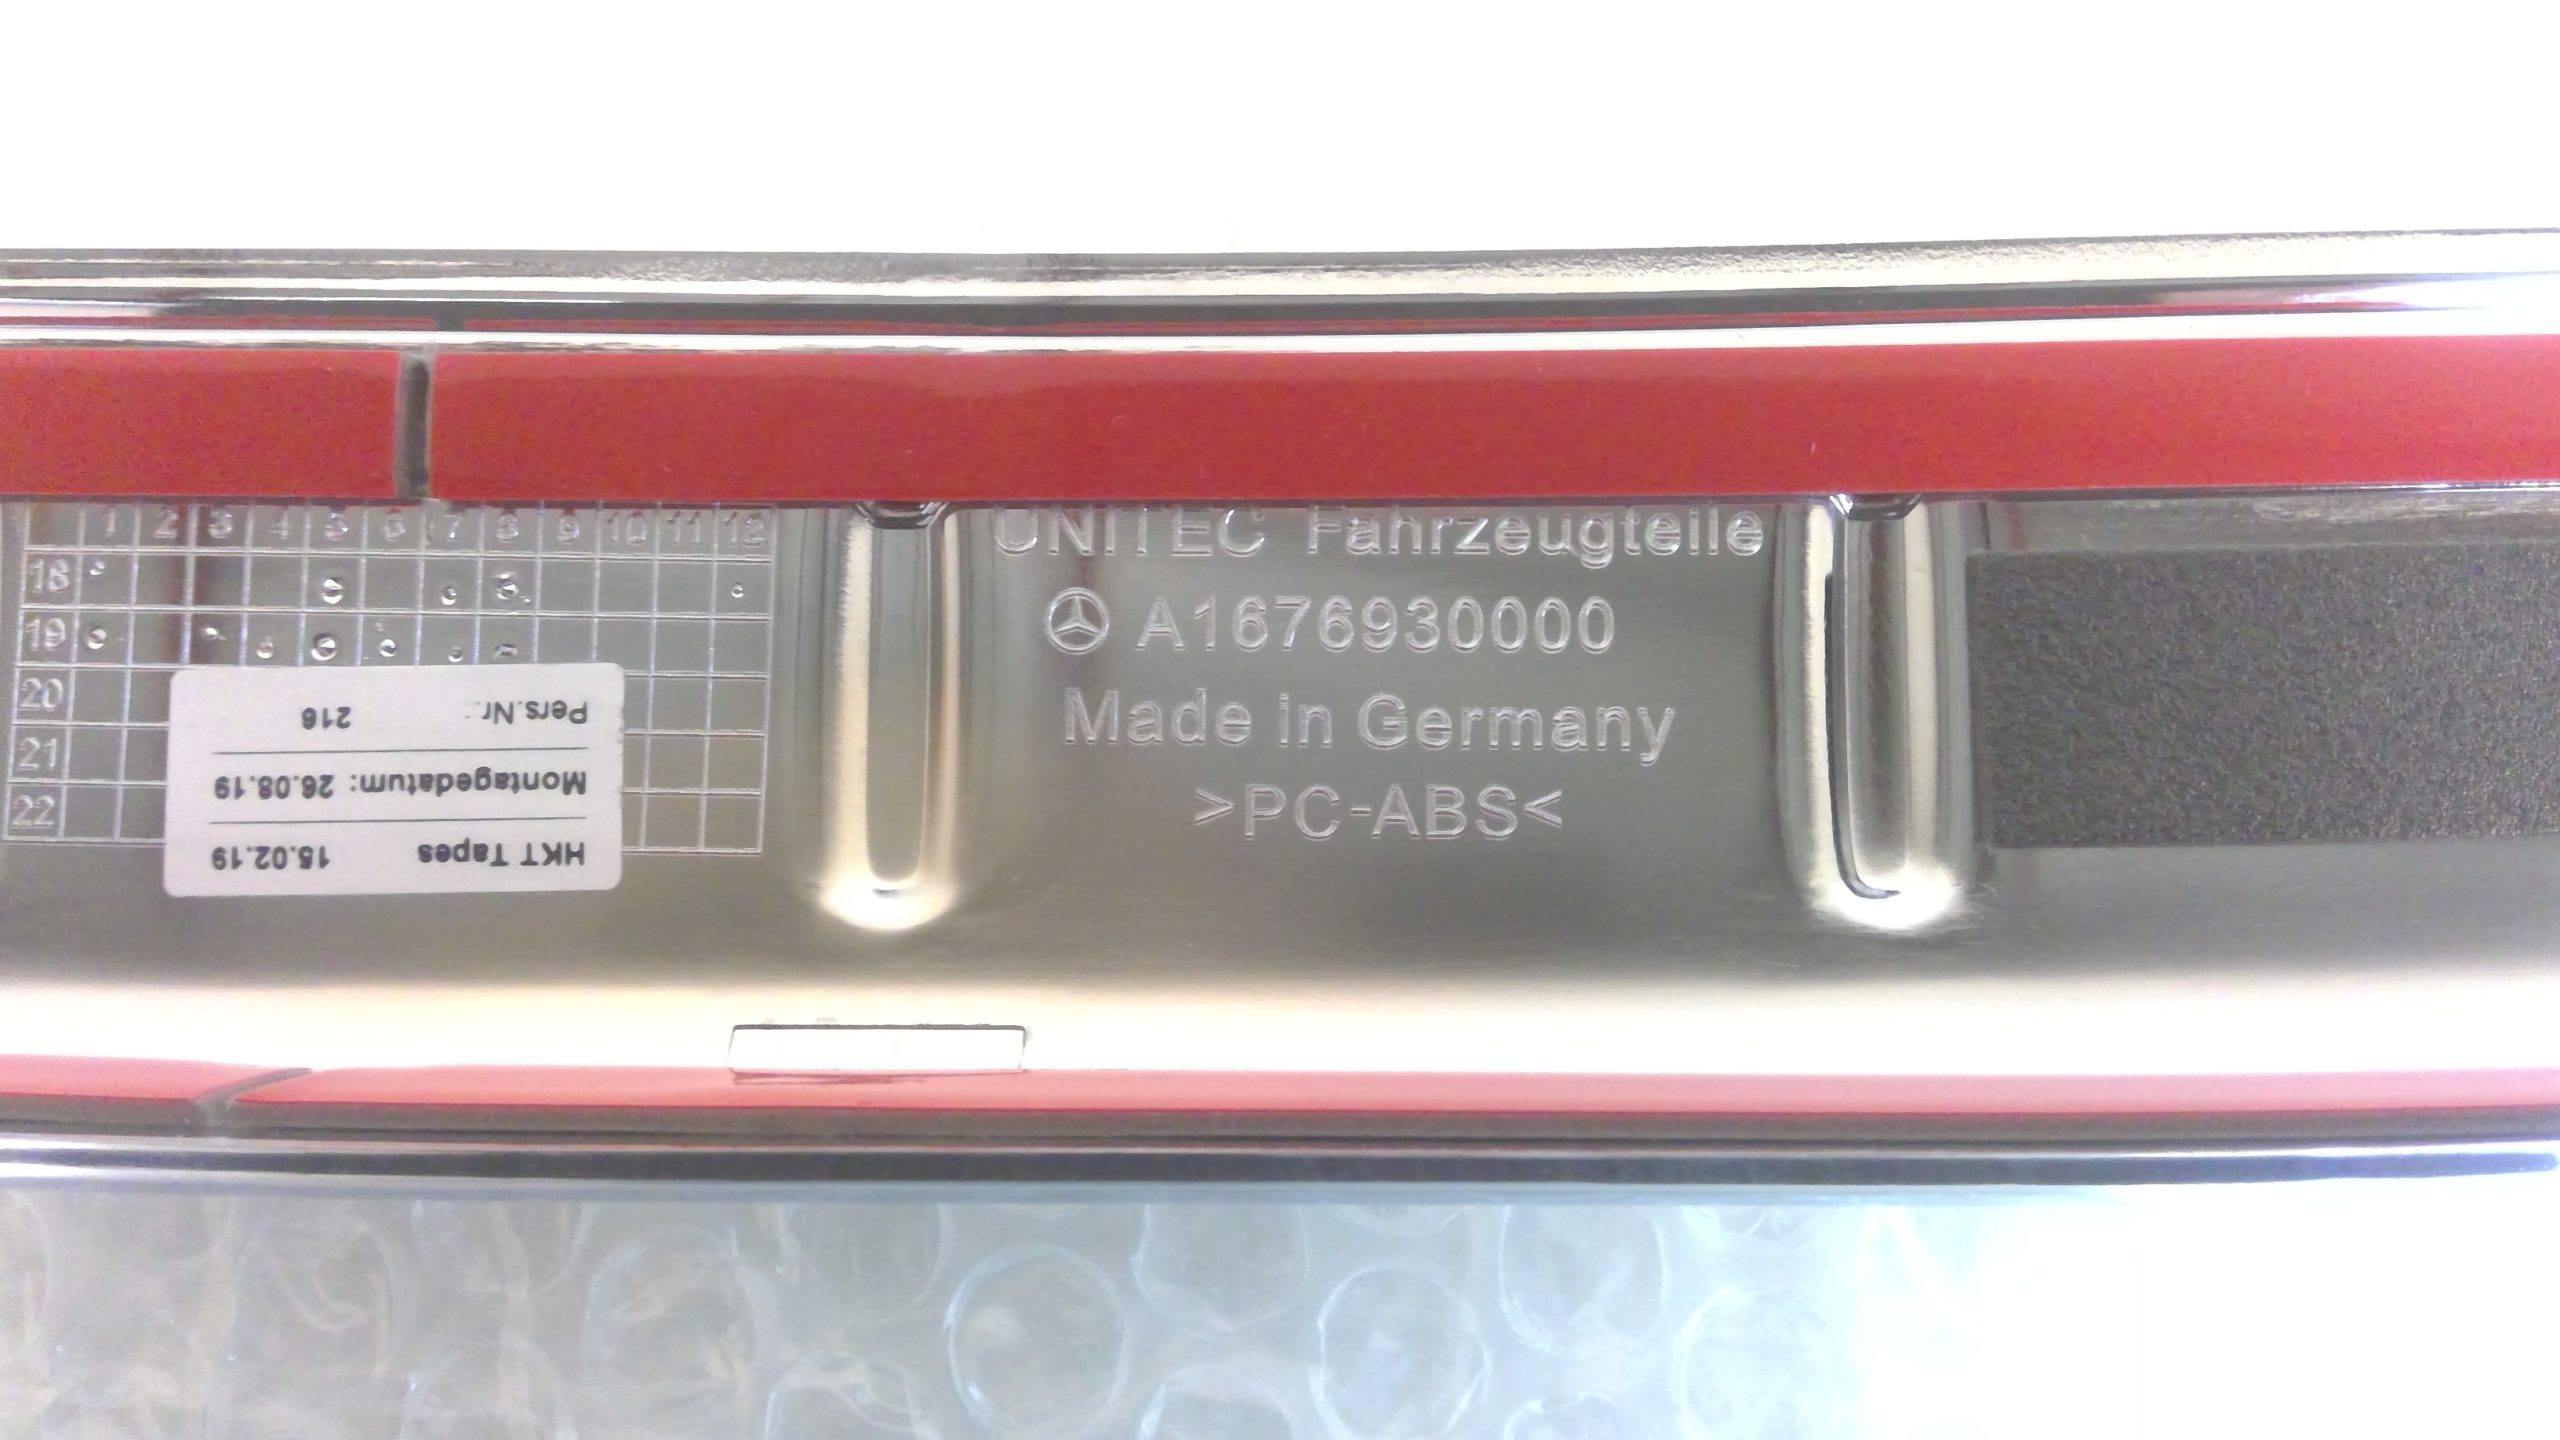 1 2 3 4 5 6 7 8 9 10 11 12
18
19
20
21
22
UNITEC Fahrzeugteile
A1676930000
Made in Germany
>PC-ABS<
HKT Tapes 15.02.19
Montagedatum: 26.08.19
Pers.Nr.: 216